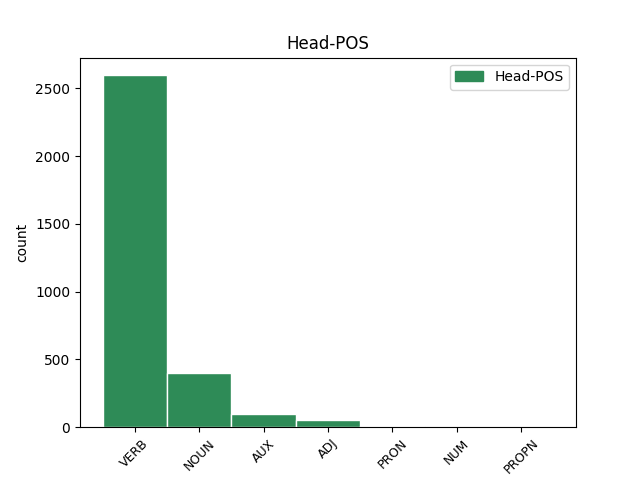 Head-POS
Head-POS
count
2500
2000
1500
1000
500
0
VERB
NOUN
AUX
ADJ
PRON
NUM
PROPN